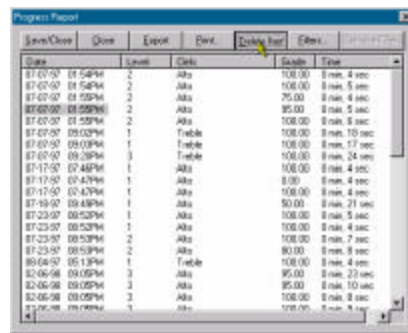 Progress Report
Save/Close Close Export Print... Delete Item Filters...
Date Level Clefs Grade Time
07-07-97 01:54PM 2 Alto 100.00 0 min, 4 sec
07-07-97 01:54PM 2 Alto 100.00 0 min, 5 sec
07-07-97 01:55PM 2 Alto 75.00 0 min, 4 sec
07-07-97 01:55PM 2 Alto 95.00 0 min, 5 sec
07-07-97 01:55PM 2 Alto 100.00 0 min, 6 sec
07-07-97 09:02PM 1 Treble 100.00 0 min, 18 sec
07-07-97 09:03PM 1 Treble 100.00 0 min, 17 sec
07-07-97 09:28PM 3 Treble 100.00 0 min, 24 sec
07-17-97 07:46PM 1 Alto 100.00 0 min, 4 sec
07-17-97 07:47PM 1 Alto 0.00 0 min, 4 sec
07-17-97 07:47PM 1 Alto 100.00 0 min, 4 sec
07-18-97 09:49PM 1 Alto 50.00 0 min, 21 sec
07-23-97 08:52PM 1 Alto 100.00 0 min, 5 sec
07-23-97 08:52PM 1 Alto 100.00 0 min, 4 sec
07-23-97 08:53PM 2 Alto 100.00 0 min, 7 sec
07-23-97 08:53PM 2 Alto 90.00 0 min, 8 sec
08-04-97 05:13PM 1 Treble 100.00 0 min, 4 sec
02-06-98 09:05PM 3 Alto 95.00 0 min, 23 sec
02-06-98 09:05PM 3 Alto 95.00 0 min, 10 sec
02-06-98 09:05PM 3 Alto 100.00 0 min, 8 sec